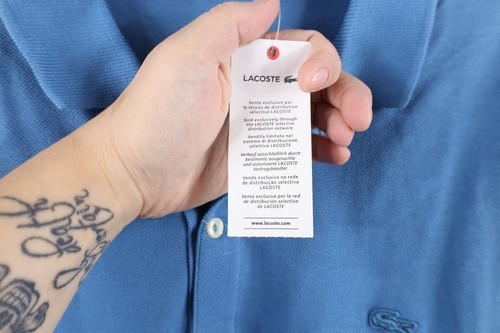 LACOSTE
Vente exclusive par
le réseau de distribution
sélective LACOSTE
Sold exclusively through
the LACOSTE selective
distribution network
Vendita limitata nel
sistema di distribuzione
selettiva LACOSTE
Verkauf ausschließlich durch
bestimmte ausgesuchte
und autorisierte LACOSTE
Vertragshändler
Venda exclusiva na rede
de distribuição selectiva
LACOSTE
Venta exclusiva por la red
de distribución selectiva
de LACOSTE
www.lacoste.com